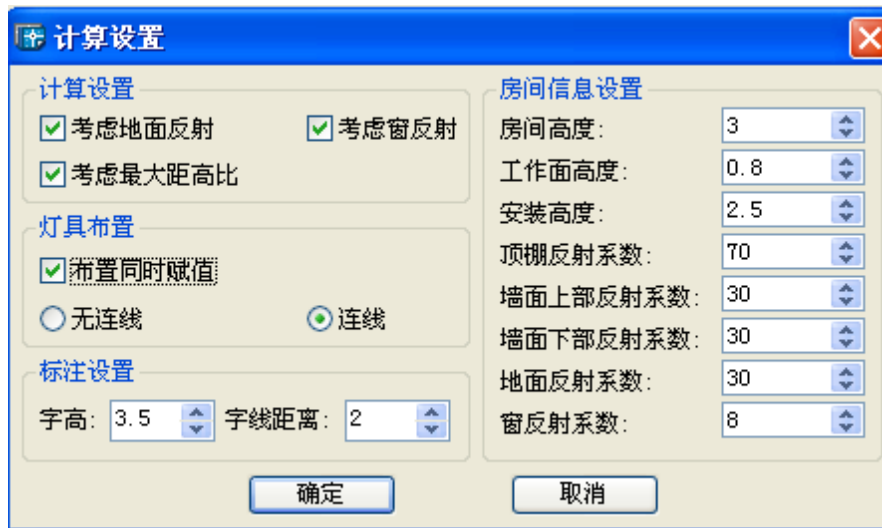 计算设置
计算设置
考虑地面反射 考虑窗反射
考虑最大距高比
灯具布置
布置同时赋值
无连线 连线
标注设置
字高: 3.5 字线距离: 2
房间信息设置
房间高度: 3
工作面高度: 0.8
安装高度: 2.5
顶棚反射系数: 70
墙面上部反射系数: 30
墙面下部反射系数: 30
地面反射系数: 30
窗反射系数: 8
确定 取消